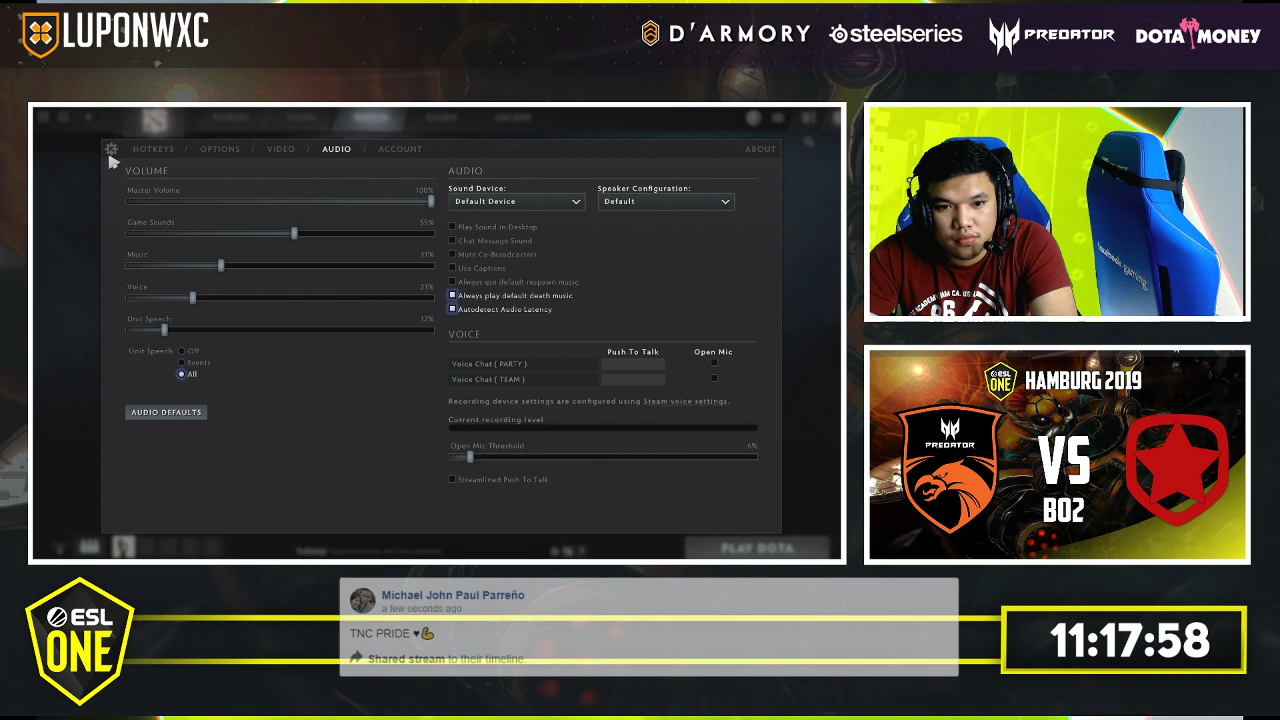 LUPONWXC
D'ARMORY
steelseries
PREDATOR
DOTA MONEY
HOTKEYS / OPTIONS / VIDEO / AUDIO / ACCOUNT
ABOUT
VOLUME
Master Volume 100%
Game Sounds 55%
Music 31%
Voice 21%
Unit Speech 12%
Unit Speech Off
Events
All
AUDIO DEFAULTS
AUDIO
Sound Device: Speaker Configuration:
Default Device Default
Play Sound in Desktop
Chat Message Sound
Mute Co-Broadcasters
Use Captions
Always use default respawn music
Always play default death music
Autodetect Audio Latency
VOICE
Push To Talk Open Mic
Voice Chat ( PARTY )
Voice Chat ( TEAM )
Recording device settings are configured using Steam voice settings.
Current recording level
Open Mic Threshold 6%
Streamlined Push To Talk
PLAY DOTA
facebook gaming
ESL
ONE
HAMBURG 2019
PREDATOR
VS
BO2
ESL
ONE
Michael John Paul Parreño
a few seconds ago
TNC PRIDE ♥💪
Shared stream to their timeline.
11:17:58